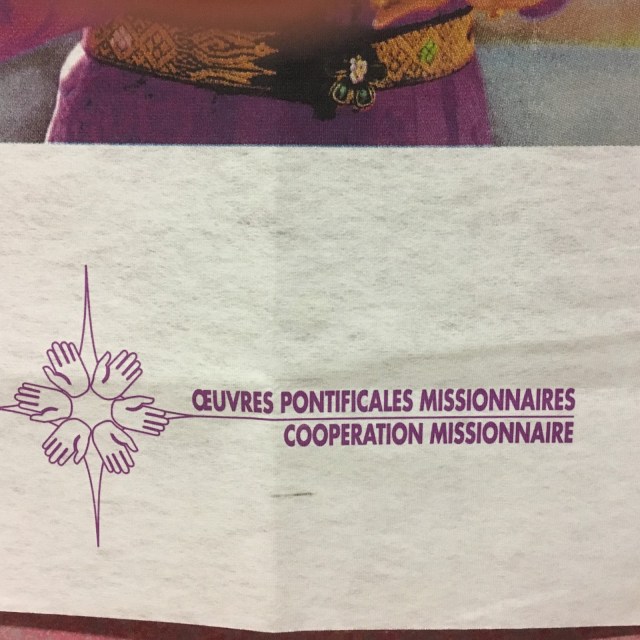 ŒUVRES PONTIFICALES MISSIONNAIRES
COOPERATION MISSIONNAIRE